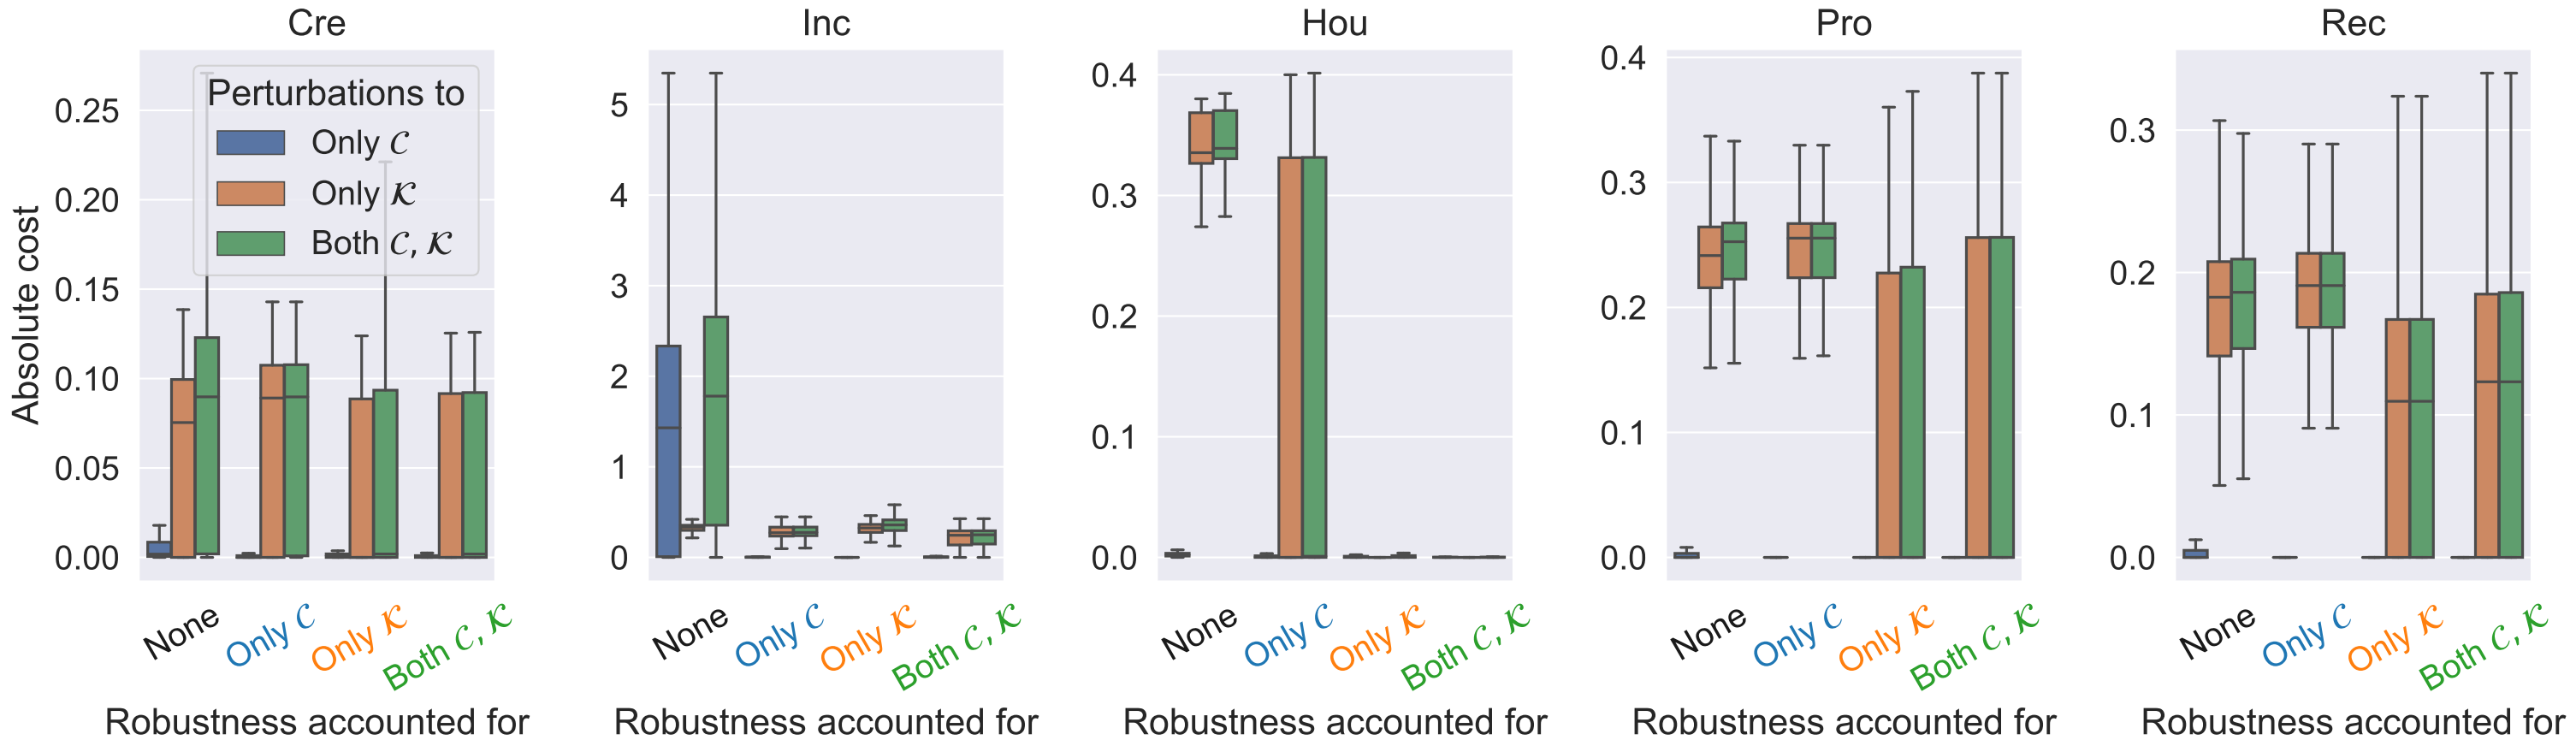 Cre
Inc
Hou
Pro
Rec
Absolute cost
0.25
0.20
0.15
0.10
0.05
0.00
Perturbations to
Only 𝒞
Only 𝒦
Both 𝒞, 𝒦
None
Only 𝒞
Only 𝒦
Both 𝒞, 𝒦
Robustness accounted for
5
4
3
2
1
0
None
Only 𝒞
Only 𝒦
Both 𝒞, 𝒦
Robustness accounted for
0.4
0.3
0.2
0.1
0.0
None
Only 𝒞
Only 𝒦
Both 𝒞, 𝒦
Robustness accounted for
0.4
0.3
0.2
0.1
0.0
None
Only 𝒞
Only 𝒦
Both 𝒞, 𝒦
Robustness accounted for
0.3
0.2
0.1
0.0
None
Only 𝒞
Only 𝒦
Both 𝒞, 𝒦
Robustness accounted for